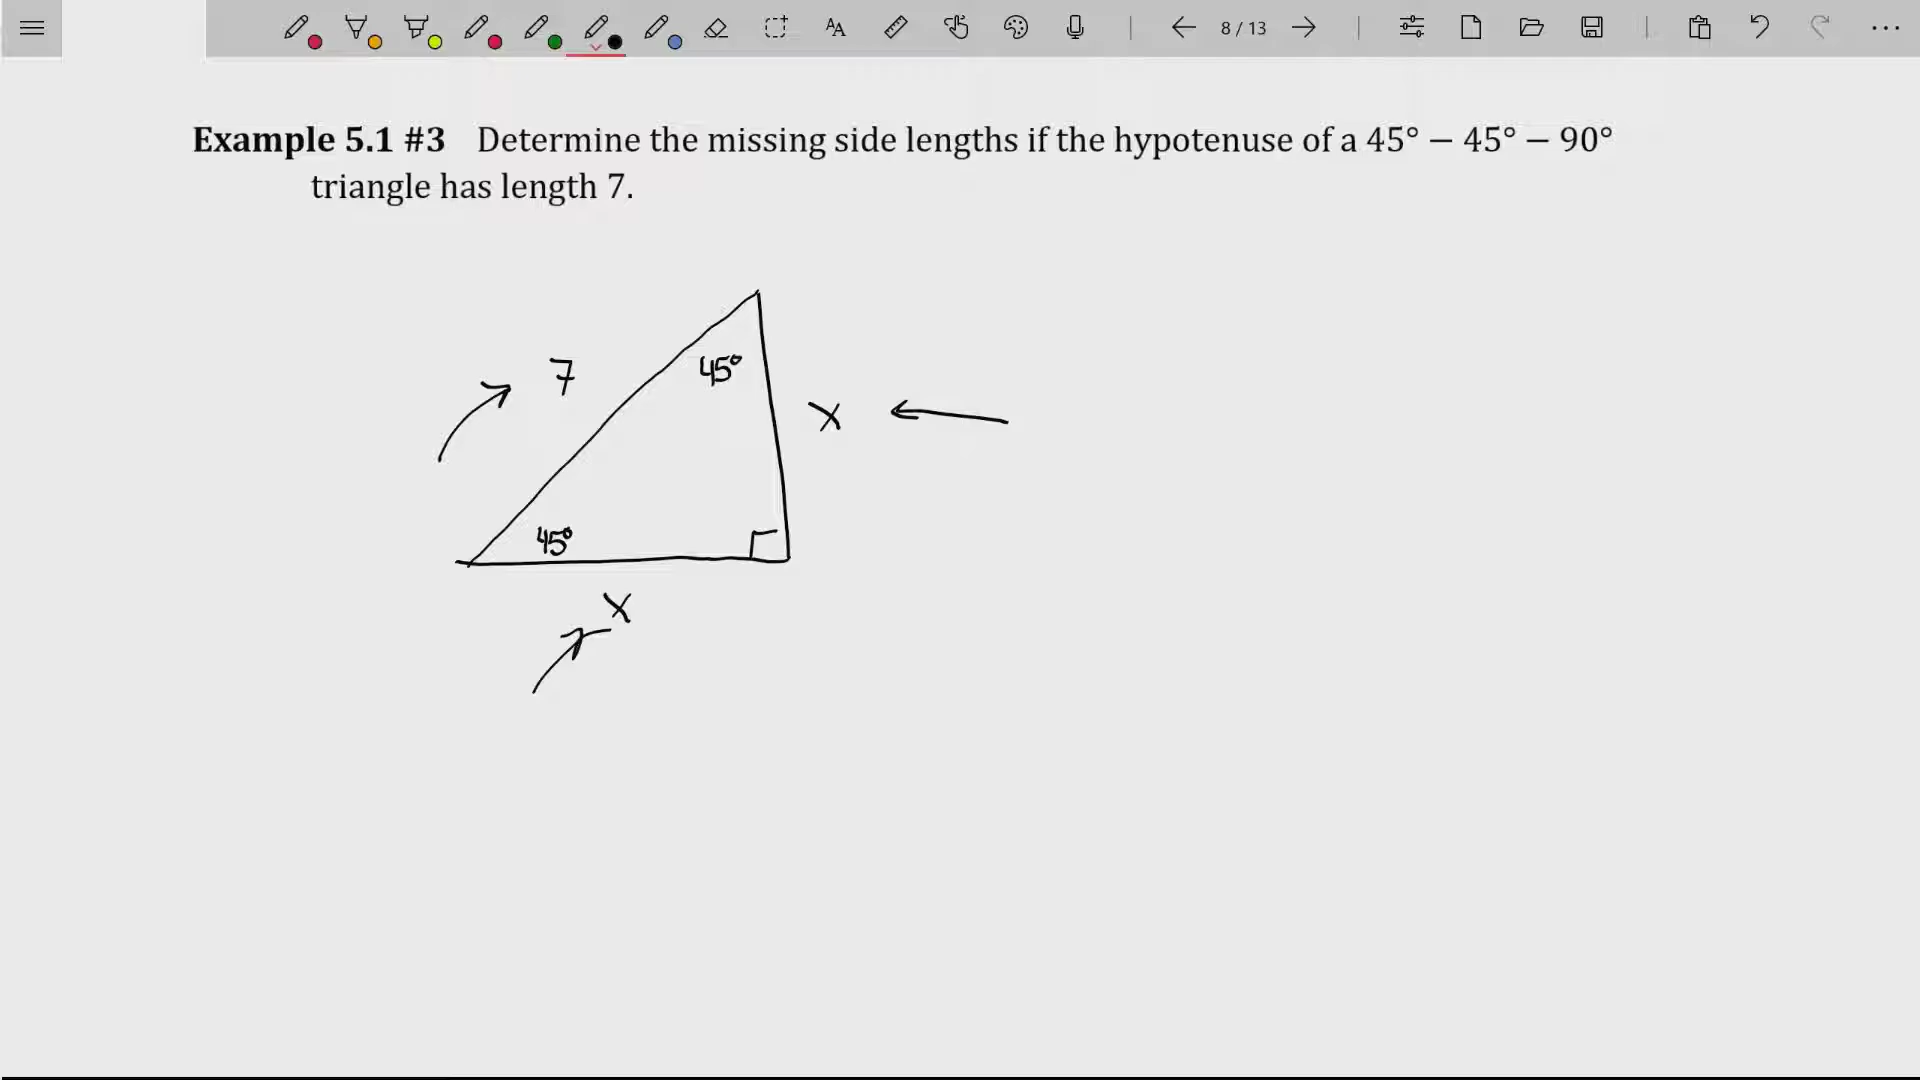 8 / 13
Example 5.1 #3 Determine the missing side lengths if the hypotenuse of a 45° − 45° − 90°
triangle has length 7.
7
45°
x
45°
x